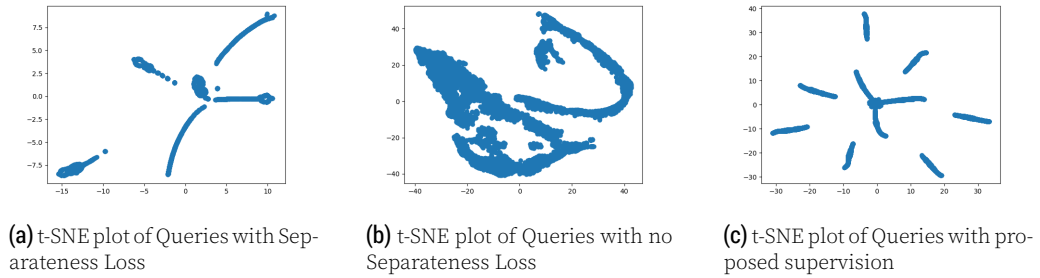 7.5
5.0
2.5
0.0
−2.5
−5.0
−7.5
−15 −10 −5 0 5 10
40
20
0
−20
−40
−40 −20 0 20 40
40
30
20
10
0
−10
−20
−30
−30 −20 −10 0 10 20 30
(a) t-SNE plot of Queries with Sep-
arateness Loss
(b) t-SNE plot of Queries with no
Separateness Loss
(c) t-SNE plot of Queries with pro-
posed supervision